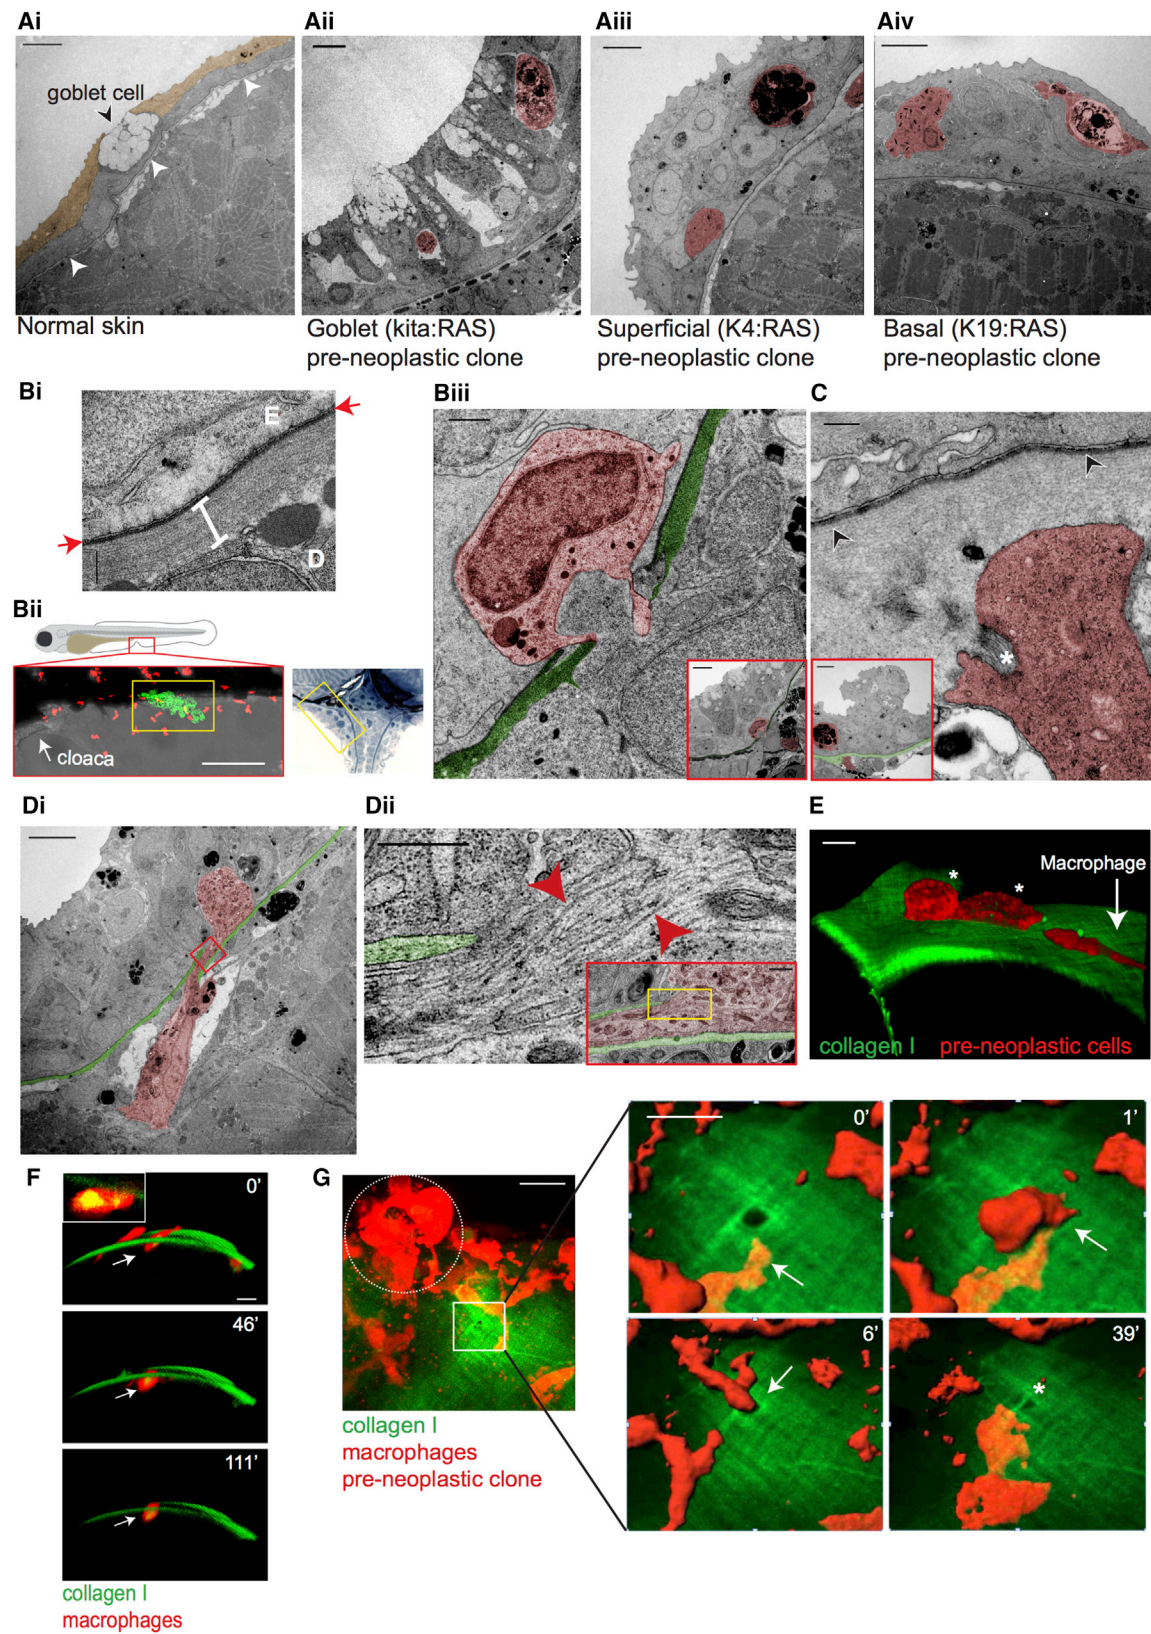 Ai
Aii
Aiii
Aiv
goblet cell
Normal skin
Goblet (kita:RAS)
pre-neoplastic clone
Superficial (K4:RAS)
pre-neoplastic clone
Basal (K19:RAS)
pre-neoplastic clone
Bi
E
D
Bii
cloaca
Biii
C
*
Di
Dii
E
Macrophage
*
*
collagen I
pre-neoplastic cells
F
0'
46'
111'
collagen I
macrophages
G
collagen I
macrophages
pre-neoplastic clone
0'
1'
6'
39'
*